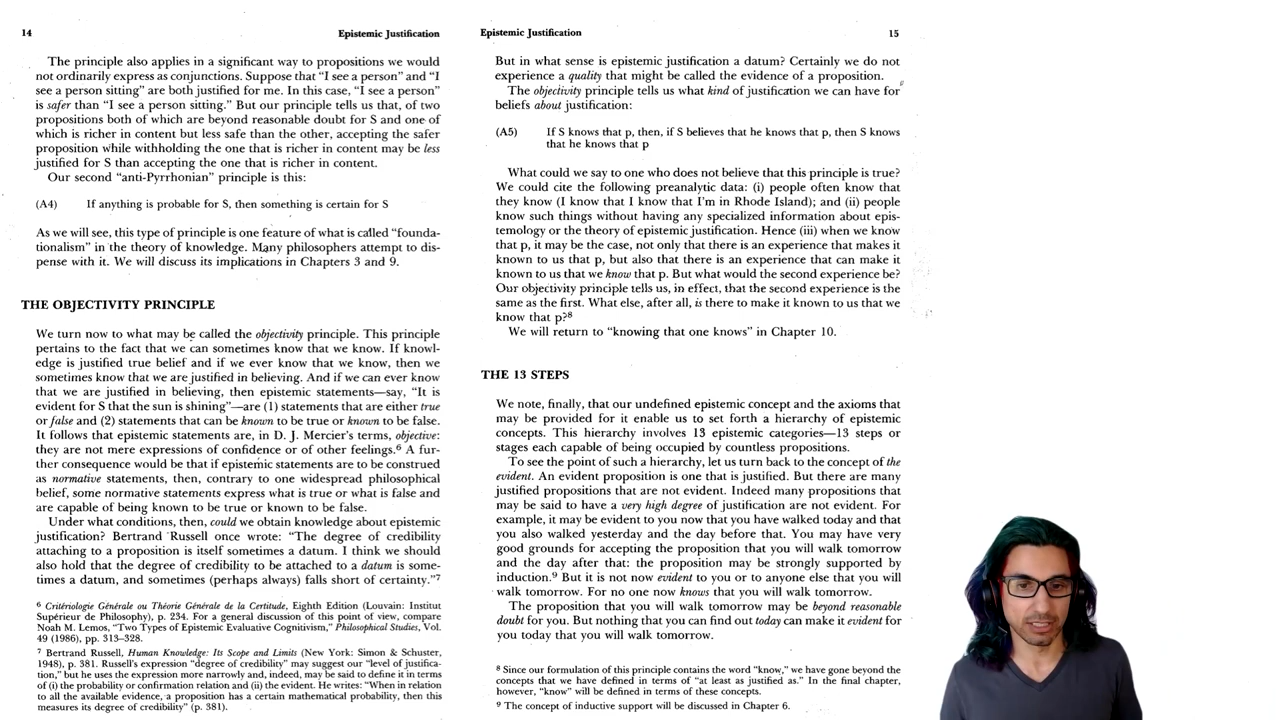 14 Epistemic Justification
The principle also applies in a significant way to propositions we would
not ordinarily express as conjunctions. Suppose that "I see a person" and "I
see a person sitting" are both justified for me. In this case, "I see a person"
is safer than "I see a person sitting." But our principle tells us that, of two
propositions both of which are beyond reasonable doubt for S and one of
which is richer in content but less safe than the other, accepting the safer
proposition while withholding the one that is richer in content may be less
justified for S than accepting the one that is richer in content.
Our second "anti-Pyrrhonian" principle is this:
(A4) If anything is probable for S, then something is certain for S
As we will see, this type of principle is one feature of what is called "founda-
tionalism" in the theory of knowledge. Many philosophers attempt to dis-
pense with it. We will discuss its implications in Chapters 3 and 9.
THE OBJECTIVITY PRINCIPLE
We turn now to what may be called the objectivity principle. This principle
pertains to the fact that we can sometimes know that we know. If knowl-
edge is justified true belief and if we ever know that we know, then we
sometimes know that we are justified in believing. And if we can ever know
that we are justified in believing, then epistemic statements—say, "It is
evident for S that the sun is shining"—are (1) statements that are either true
or false and (2) statements that can be known to be true or known to be false.
It follows that epistemic statements are, in D. J. Mercier's terms, objective:
they are not mere expressions of confidence or of other feelings.6 A fur-
ther consequence would be that if epistemic statements are to be construed
as normative statements, then, contrary to one widespread philosophical
belief, some normative statements express what is true or what is false and
are capable of being known to be true or known to be false.
Under what conditions, then, could we obtain knowledge about epistemic
justification? Bertrand Russell once wrote: "The degree of credibility
attaching to a proposition is itself sometimes a datum. I think we should
also hold that the degree of credibility to be attached to a datum is some-
times a datum, and sometimes (perhaps always) falls short of certainty."7
6 Critériologie Générale ou Théorie Générale de la Certitude, Eighth Edition (Louvain: Institut
Supérieur de Philosophy), p. 234. For a general discussion of this point of view, compare
Noah M. Lemos, "Two Types of Epistemic Evaluative Cognitivism," Philosophical Studies, Vol.
49 (1986), pp. 313–328.
7 Bertrand Russell, Human Knowledge: Its Scope and Limits (New York: Simon & Schuster,
1948), p. 381. Russell's expression "degree of credibility" may suggest our "level of justifica-
tion," but he uses the expression more narrowly and, indeed, may be said to define it in terms
of (i) the probability or confirmation relation and (ii) the evident. He writes: "When in relation
to all the available evidence, a proposition has a certain mathematical probability, then this
measures its degree of credibility" (p. 381).
Epistemic Justification 15
But in what sense is epistemic justification a datum? Certainly we do not
experience a quality that might be called the evidence of a proposition.
The objectivity principle tells us what kind of justification we can have for
beliefs about justification:
(A5) If S knows that p, then, if S believes that he knows that p, then S knows
that he knows that p
What could we say to one who does not believe that this principle is true?
We could cite the following preanalytic data: (i) people often know that
they know (I know that I know that I'm in Rhode Island); and (ii) people
know such things without having any specialized information about epis-
temology or the theory of epistemic justification. Hence (iii) when we know
that p, it may be the case, not only that there is an experience that makes it
known to us that p, but also that there is an experience that can make it
known to us that we know that p. But what would the second experience be?
Our objectivity principle tells us, in effect, that the second experience is the
same as the first. What else, after all, is there to make it known to us that we
know that p?8
We will return to "knowing that one knows" in Chapter 10.
THE 13 STEPS
We note, finally, that our undefined epistemic concept and the axioms that
may be provided for it enable us to set forth a hierarchy of epistemic
concepts. This hierarchy involves 13 epistemic categories—13 steps or
stages each capable of being occupied by countless propositions.
To see the point of such a hierarchy, let us turn back to the concept of the
evident. An evident proposition is one that is justified. But there are many
justified propositions that are not evident. Indeed many propositions that
may be said to have a very high degree of justification are not evident. For
example, it may be evident to you now that you have walked today and that
you also walked yesterday and the day before that. You may have very
good grounds for accepting the proposition that you will walk tomorrow
and the day after that: the proposition may be strongly supported by
induction.9 But it is not now evident to you or to anyone else that you will
walk tomorrow. For no one now knows that you will walk tomorrow.
The proposition that you will walk tomorrow may be beyond reasonable
doubt for you. But nothing that you can find out today can make it evident for
you today that you will walk tomorrow.
8 Since our formulation of this principle contains the word "know," we have gone beyond the
concepts that we have defined in terms of "at least as justified as." In the final chapter,
however, "know" will be defined in terms of these concepts.
9 The concept of inductive support will be discussed in Chapter 6.